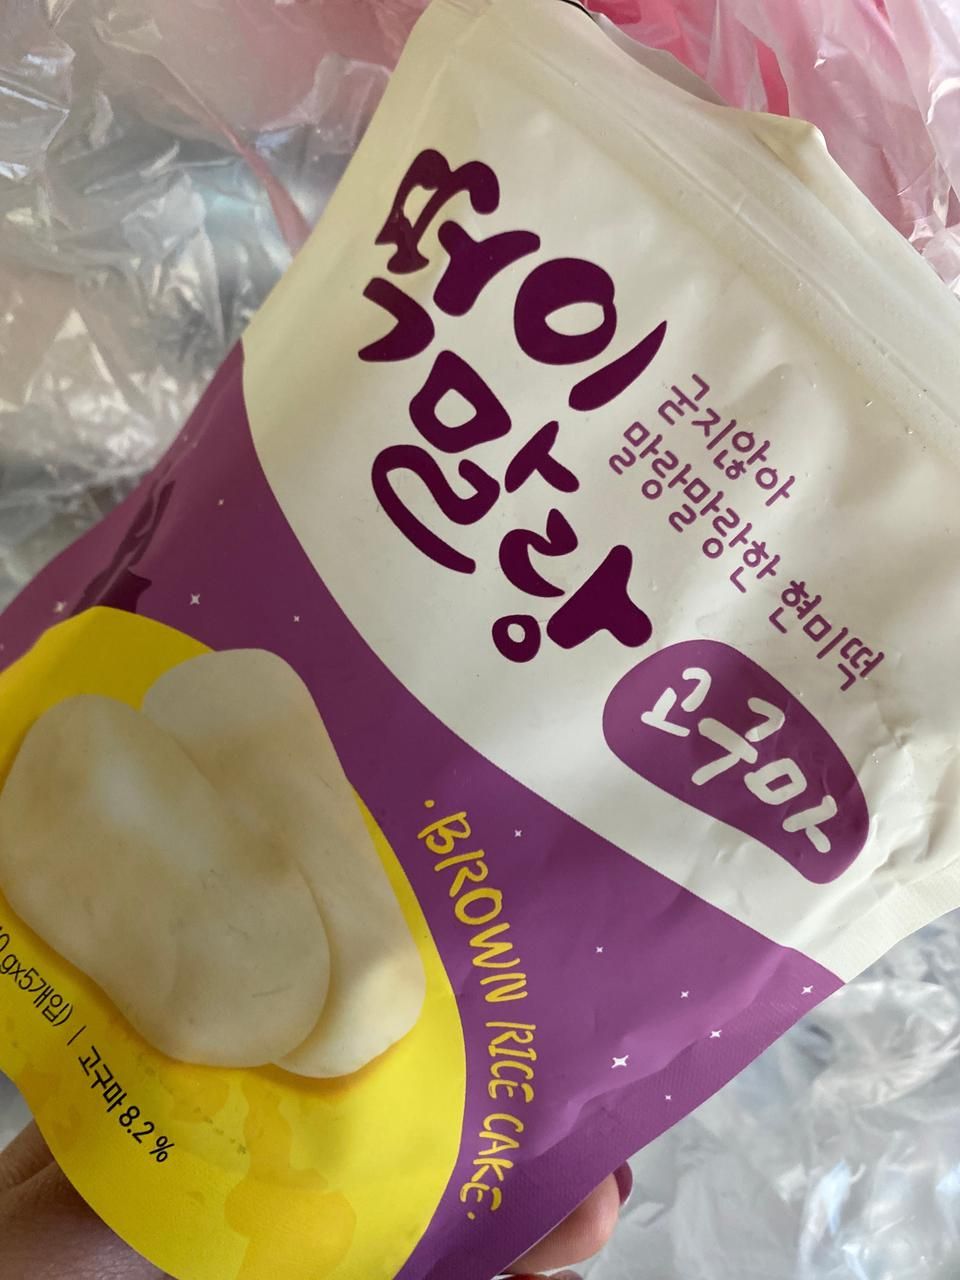 떡이
말랑
굳지않아
말랑말랑한 현미떡
고구마
·BROWN RICE CAKE·
gx5개입) | 고구마 8.2 %